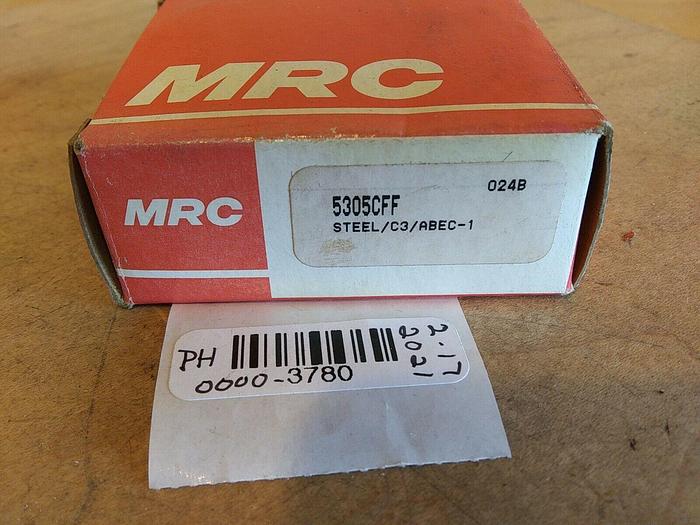 MRC
MRC
024B
5305CFF
STEEL/C3/ABEC-1
PH
0000-3780
2-17
2021